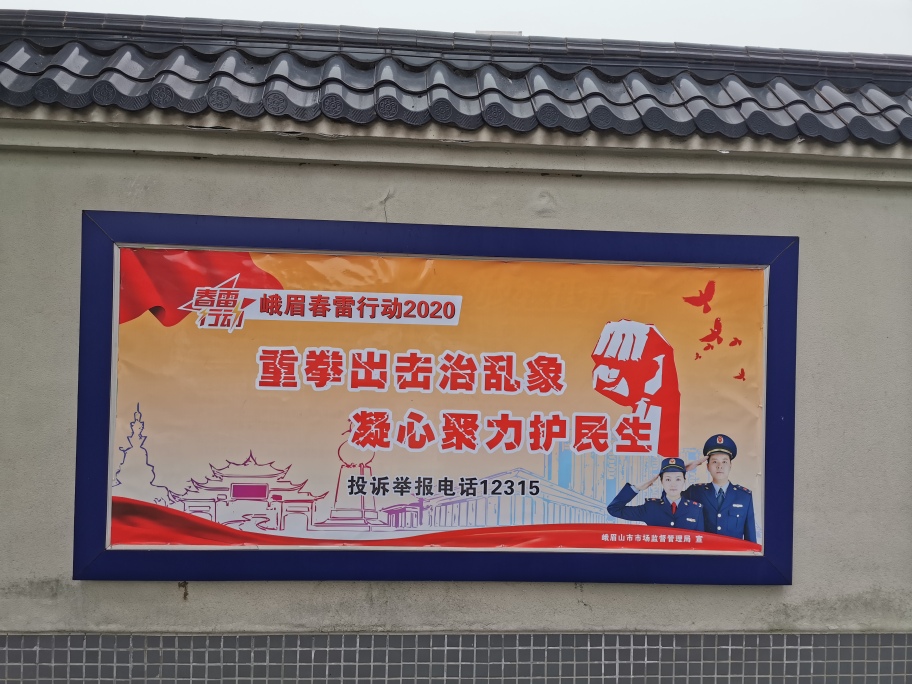 春雷
行动
峨眉春雷行动2020
重拳出击治乱象
凝心聚力护民生
投诉举报电话12315
峨眉山市市场监督管理局 宣